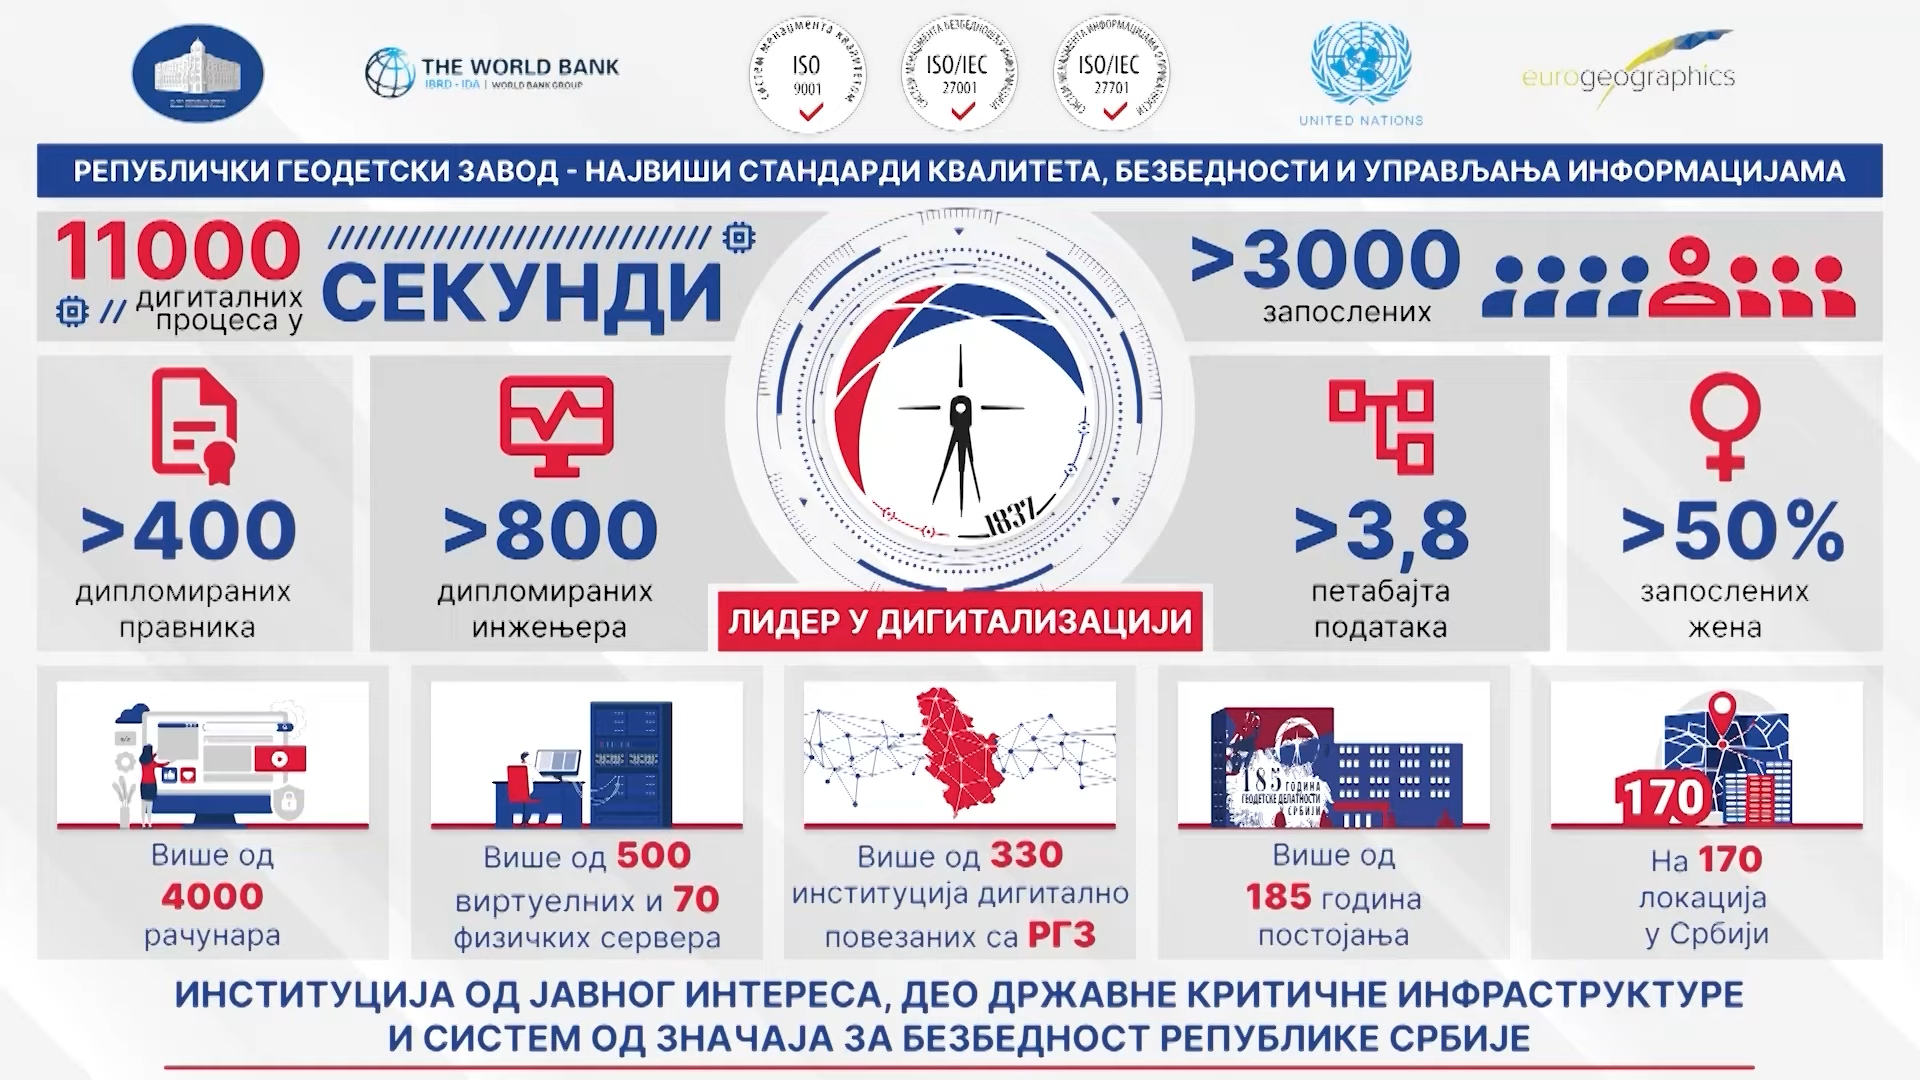 THE WORLD BANK
IBRD • IDA | WORLD BANK GROUP
ISO
9001
ISO/IEC
27001
ISO/IEC
27701
UNITED NATIONS
eurogeographics
РЕПУБЛИЧКИ ГЕОДЕТСКИ ЗАВОД - НАЈВИШИ СТАНДАРДИ КВАЛИТЕТА, БЕЗБЕДНОСТИ И УПРАВЉАЊА ИНФОРМАЦИЈАМА
11000
дигиталних
процеса у
СЕКУНДИ
>3000
запослених
>400
дипломираних
правника
>800
дипломираних
инжењера
1837
ЛИДЕР У ДИГИТАЛИЗАЦИЈИ
>3,8
петабајта
података
>50%
запослених
жена
185 ГОДИНА
ГЕОДЕТСКЕ ДЕЛАТНОСТИ
У СРБИЈИ
170
Више од
4000
рачунара
Више од 500
виртуелних и 70
физичких сервера
Више од 330
институција дигитално
повезаних са РГЗ
Више од
185 година
постојања
На 170
локација
у Србији
ИНСТИТУЦИЈА ОД ЈАВНОГ ИНТЕРЕСА, ДЕО ДРЖАВНЕ КРИТИЧНЕ ИНФРАСТРУКТУРЕ
И СИСТЕМ ОД ЗНАЧАЈА ЗА БЕЗБЕДНОСТ РЕПУБЛИКЕ СРБИЈЕ